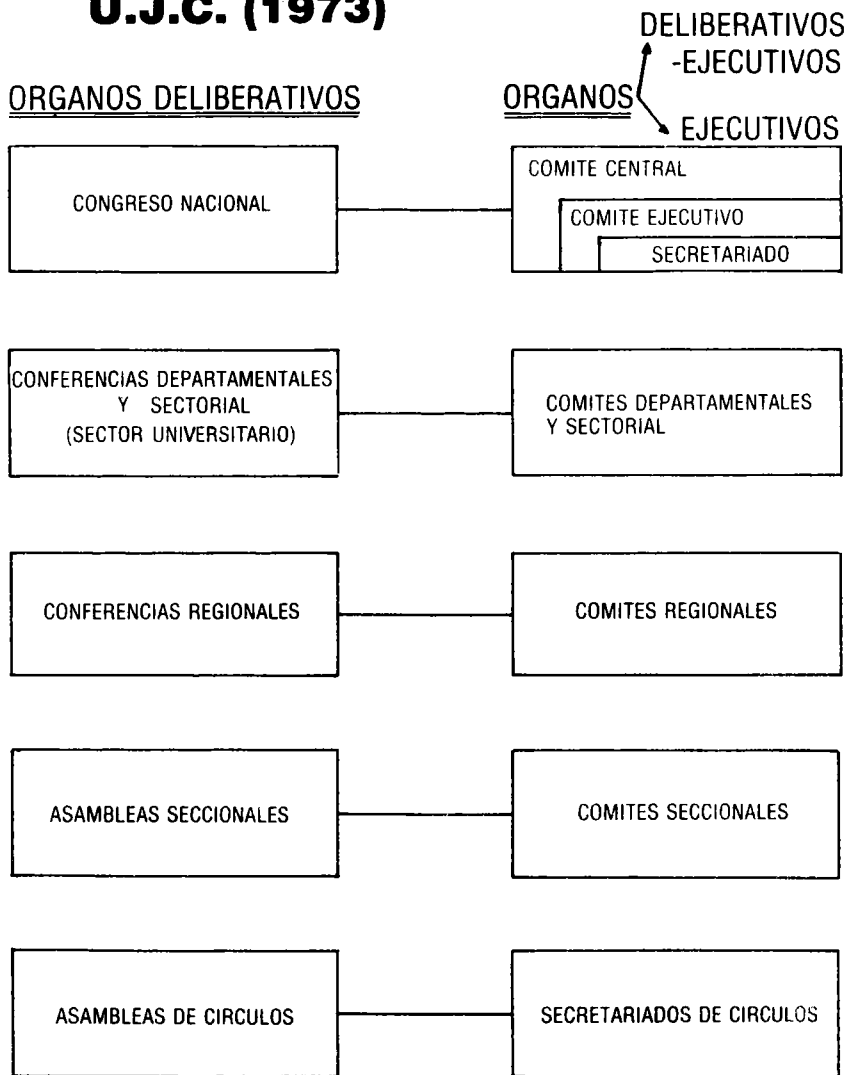 U.J.C. (1973)
ORGANOS DELIBERATIVOS
ORGANOS
DELIBERATIVOS
-EJECUTIVOS
EJECUTIVOS
CONGRESO NACIONAL
COMITE CENTRAL
COMITE EJECUTIVO
SECRETARIADO
CONFERENCIAS DEPARTAMENTALES
Y SECTORIAL
(SECTOR UNIVERSITARIO)
COMITES DEPARTAMENTALES
Y SECTORIAL
CONFERENCIAS REGIONALES
COMITES REGIONALES
ASAMBLEAS SECCIONALES
COMITES SECCIONALES
ASAMBLEAS DE CIRCULOS
SECRETARIADOS DE CIRCULOS